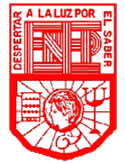 DESPERTAR A LA LUZ POR EL SABER
ENP